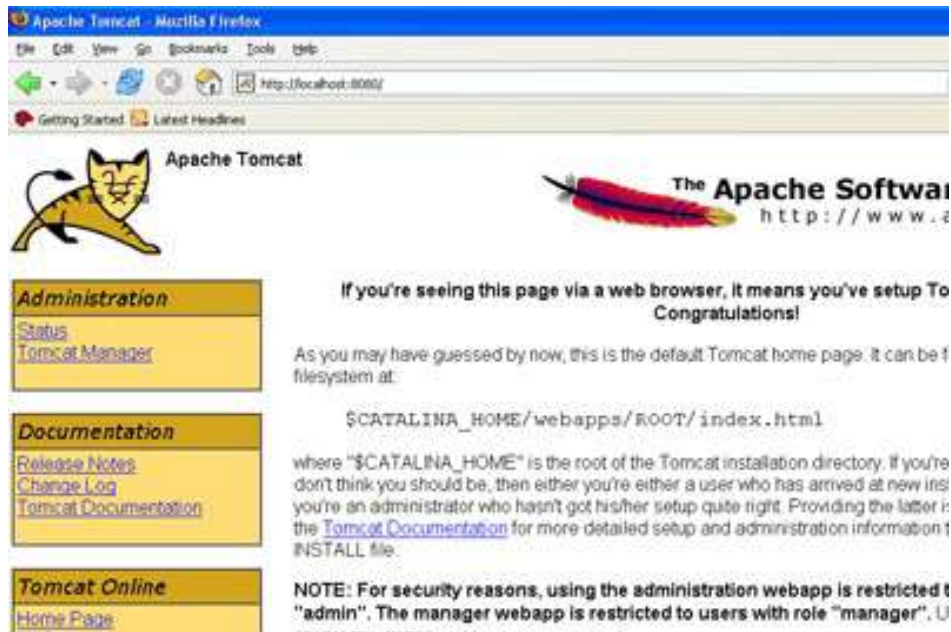 Apache Tomcat - Mozilla Firefox
File Edit View Go Bookmarks Tools Help
http://localhost:8080/
Getting Started Latest Headlines
Apache Tomcat
The Apache Softwar
http://www.a
Administration
Status
Tomcat Manager
Documentation
Release Notes
Change Log
Tomcat Documentation
Tomcat Online
Home Page
If you're seeing this page via a web browser, it means you've setup To
Congratulations!
As you may have guessed by now, this is the default Tomcat home page. It can be f
filesystem at:
$CATALINA_HOME/webapps/ROOT/index.html
where "$CATALINA_HOME" is the root of the Tomcat installation directory. If you're
don't think you should be, then either you're either a user who has arrived at new ins
you're an administrator who hasn't got his/her setup quite right. Providing the latter is
the Tomcat Documentation for more detailed setup and administration information t
INSTALL file.
NOTE: For security reasons, using the administration webapp is restricted t
"admin". The manager webapp is restricted to users with role "manager".